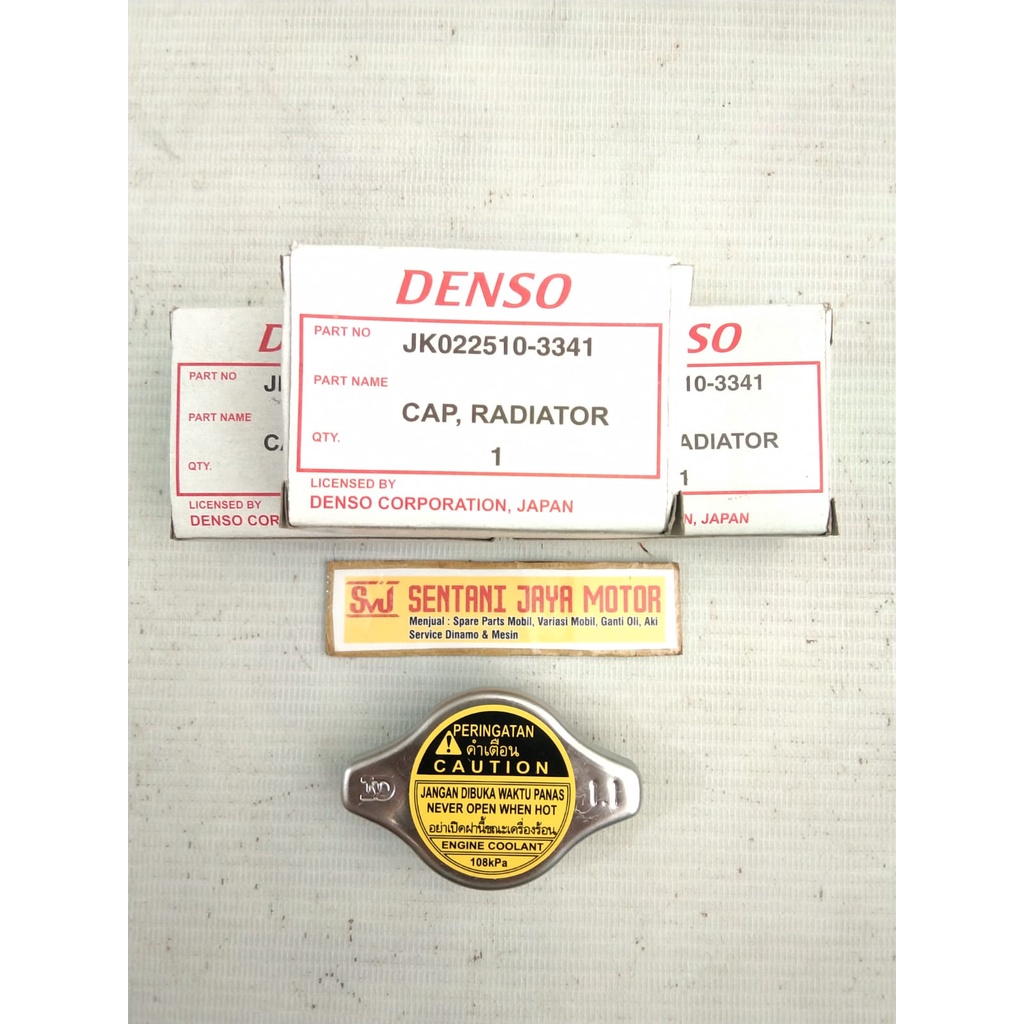 DENSO
PART NO JK022510-3341
PART NAME
CAP, RADIATOR
QTY.
1
LICENSED BY
DENSO CORPORATION, JAPAN
D
PART NO J
PART NAME
C
QTY.
LICENSED BY
DENSO COR
SO
10-3341
ADIATOR
1
N, JAPAN
SMJ SENTANI JAYA MOTOR
Menjual : Spare Parts Mobil, Variasi Mobil, Ganti Oli, Aki
Service Dinamo & Mesin
PERINGATAN
คำเตือน
CAUTION
JANGAN DIBUKA WAKTU PANAS
NEVER OPEN WHEN HOT
อย่าเปิดฝานี้ขณะเครื่องร้อน
ENGINE COOLANT
108kPa
1.1